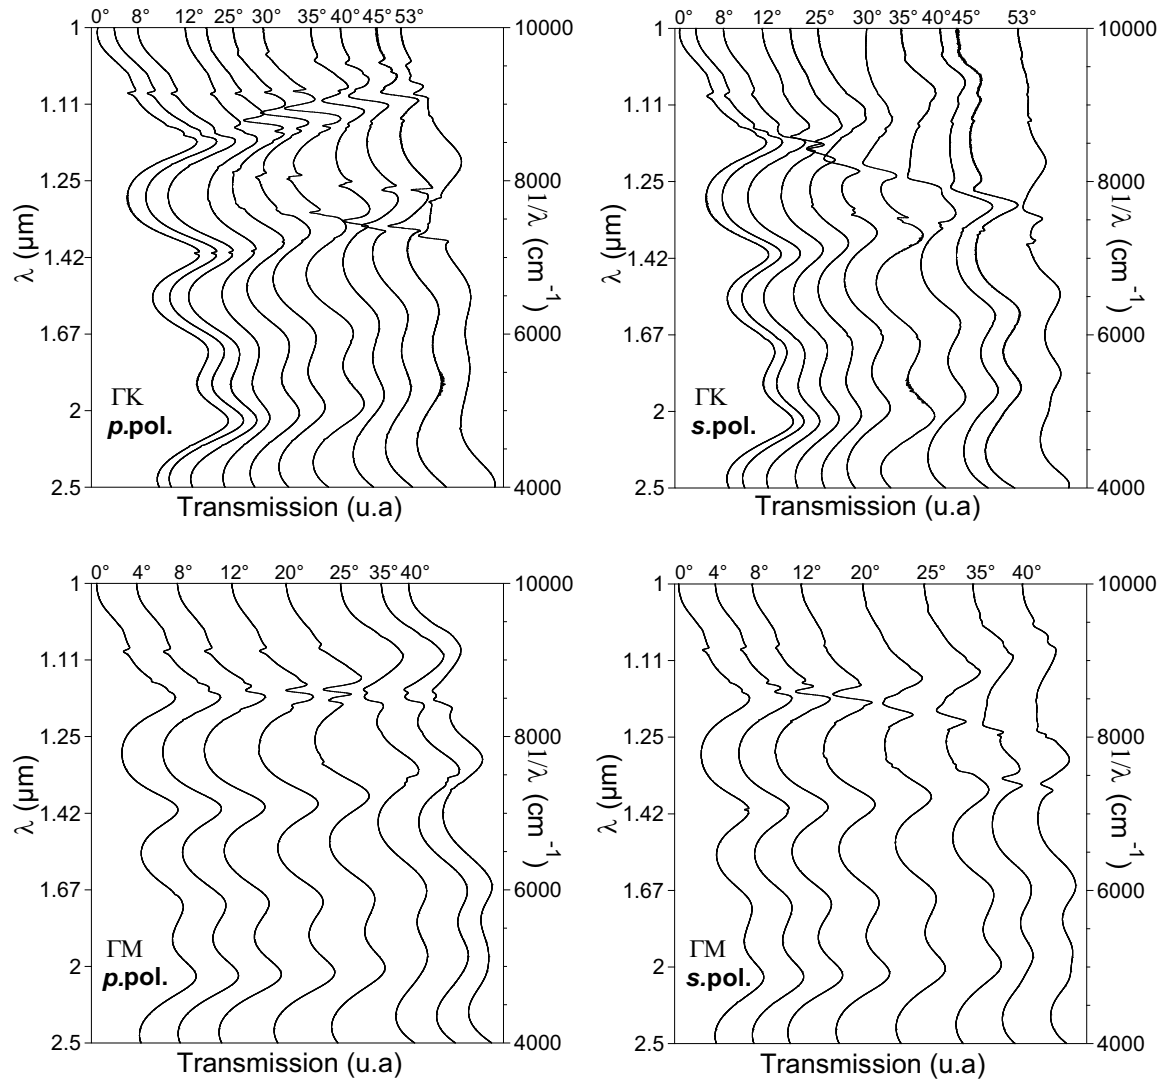 0° 8° 12° 25° 30° 35° 40° 45° 53°
1
1.11
1.25
1.42
1.67
2
2.5
λ (µm)
10000
8000
6000
4000
1/λ (cm-1)
ΓK
p.pol.
Transmission (u.a)
0° 8° 12° 25° 30° 35° 40° 45° 53°
1
1.11
1.25
1.42
1.67
2
2.5
λ (µm)
10000
8000
6000
4000
1/λ (cm-1)
ΓK
s.pol.
Transmission (u.a)
0° 4° 8° 12° 20° 25° 35° 40°
1
1.11
1.25
1.42
1.67
2
2.5
λ (µm)
10000
8000
6000
4000
1/λ (cm-1)
ΓM
p.pol.
Transmission (u.a)
0° 4° 8° 12° 20° 25° 35° 40°
1
1.11
1.25
1.42
1.67
2
2.5
λ (µm)
10000
8000
6000
4000
1/λ (cm-1)
ΓM
s.pol.
Transmission (u.a)